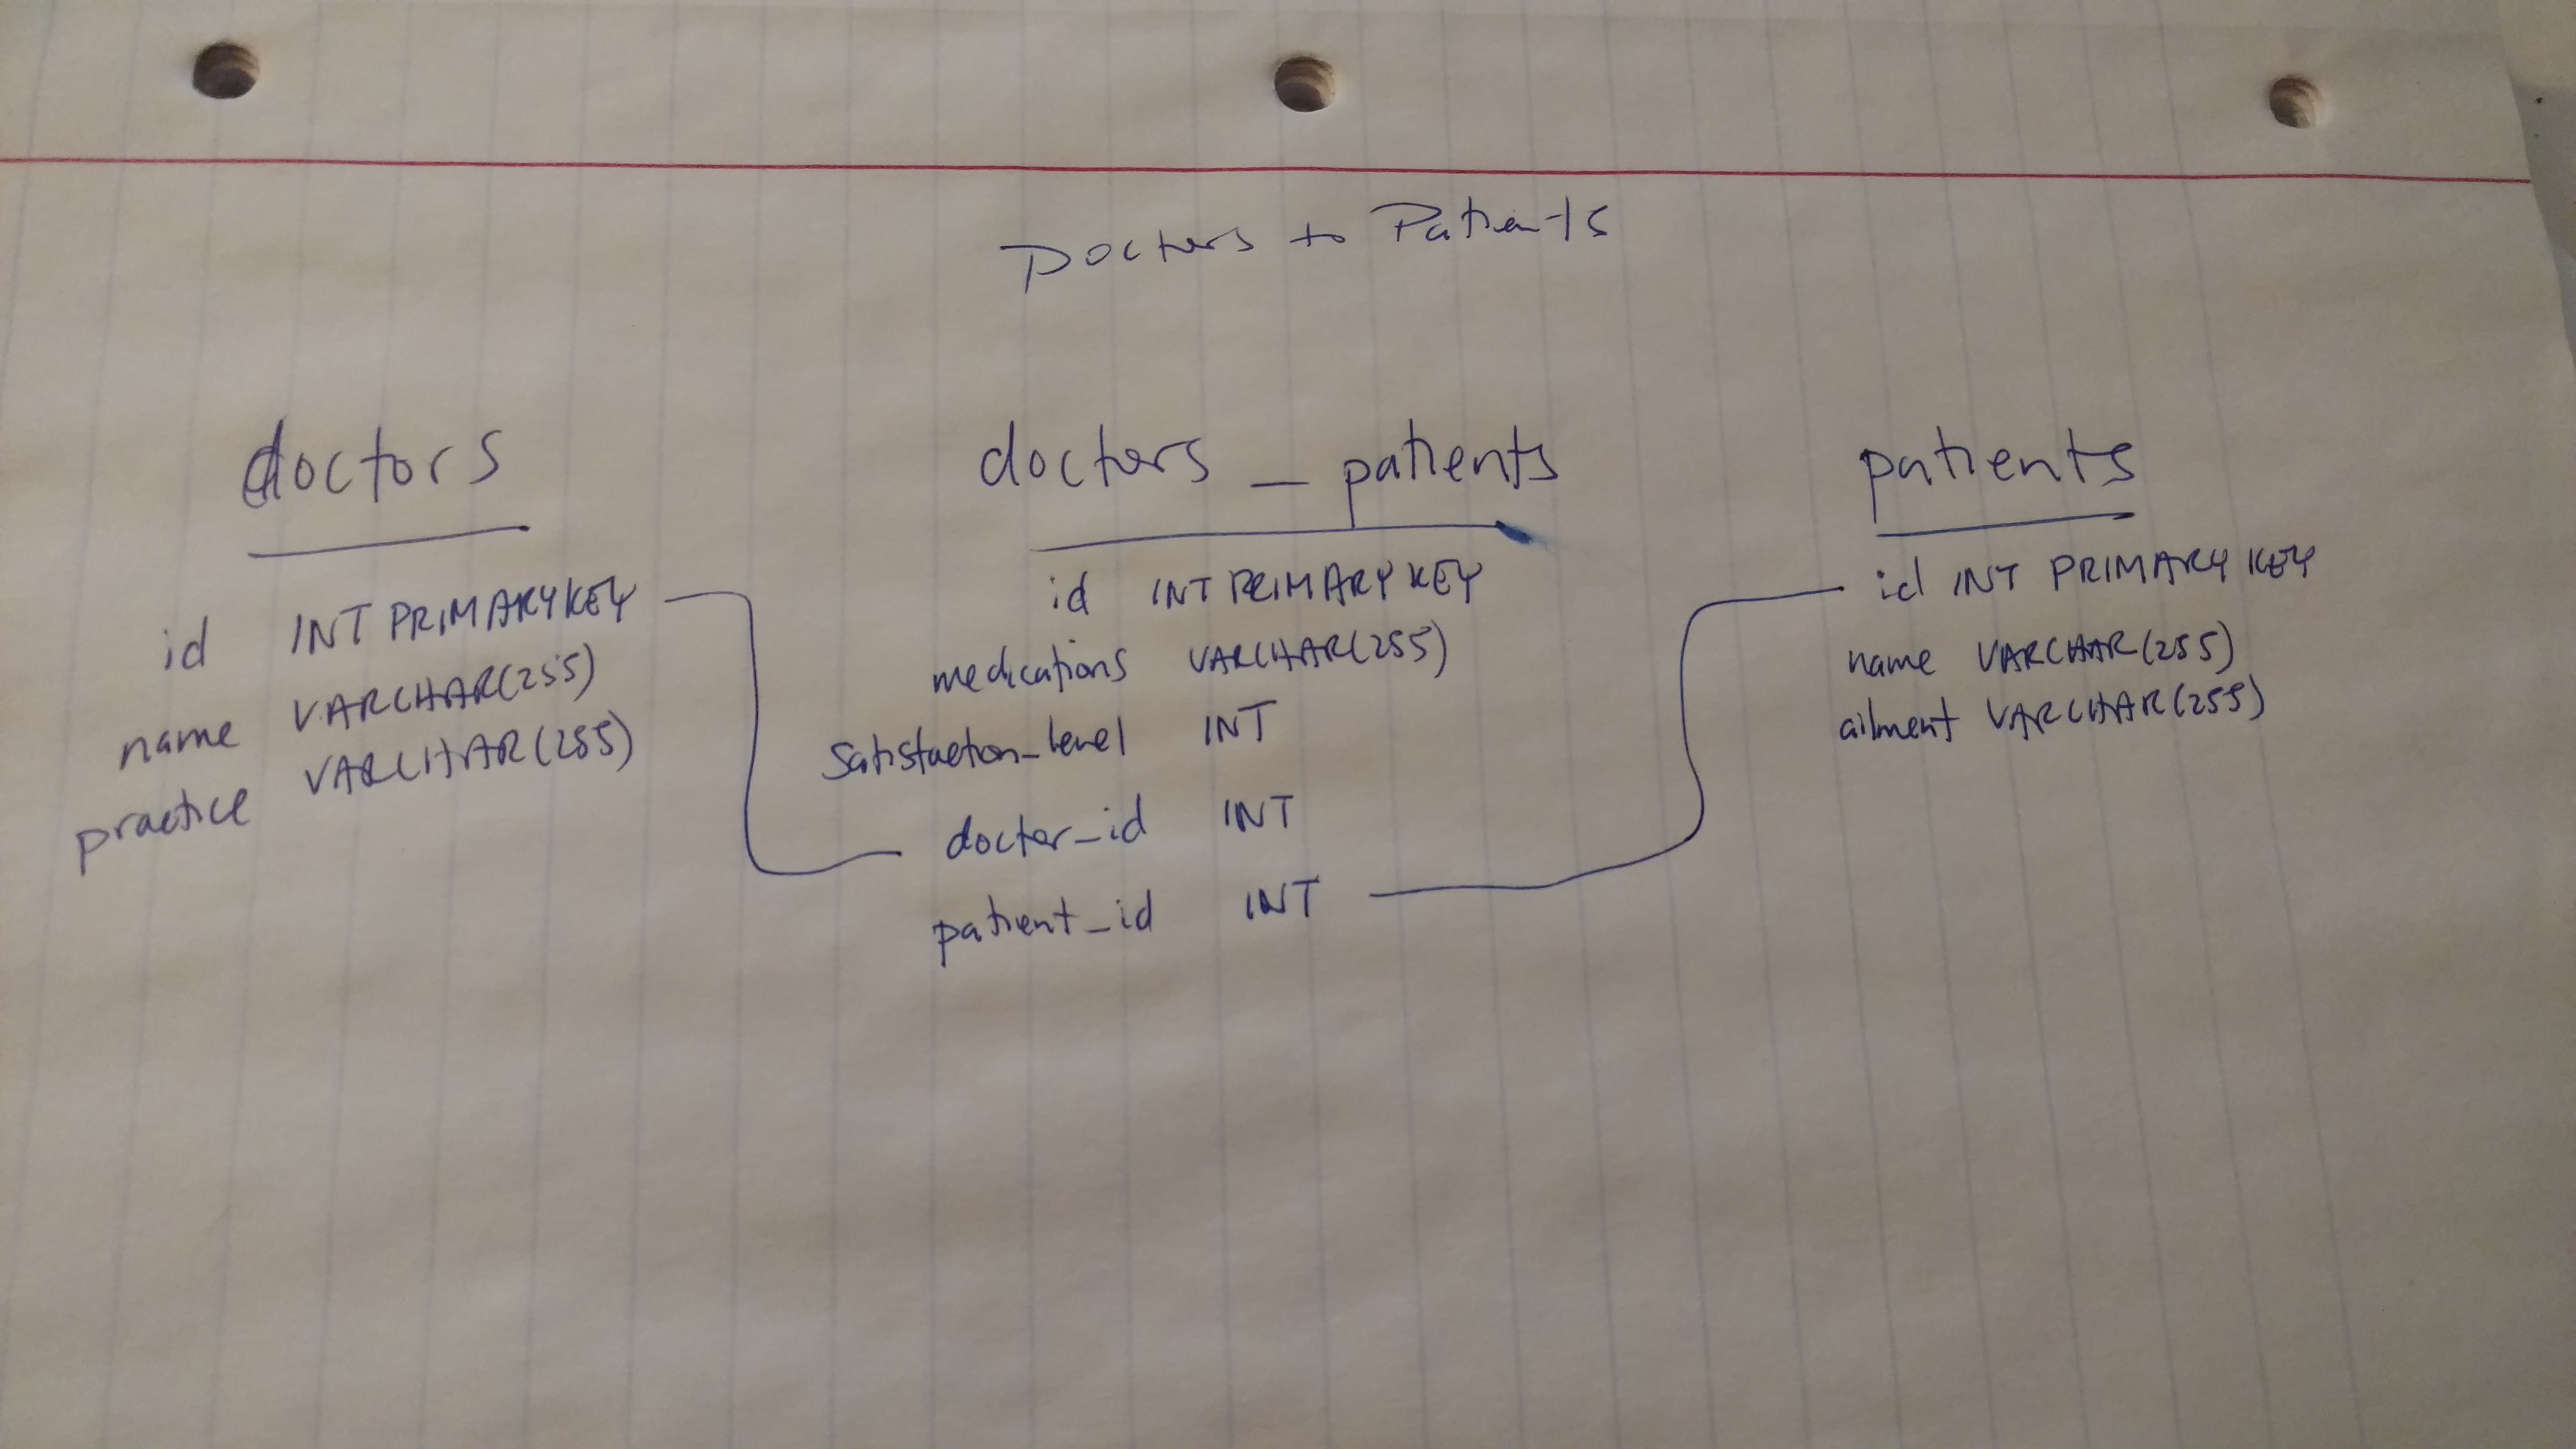 Doctors to Patients
doctors
id INT PRIMARY KEY
name VARCHAR(255)
practice VARCHAR(255)
doctors_patients
id INT PRIMARY KEY
medications VARCHAR(255)
satisfaction_level INT
doctor_id INT
patient_id INT
patients
id INT PRIMARY KEY
name VARCHAR(255)
ailment VARCHAR(255)